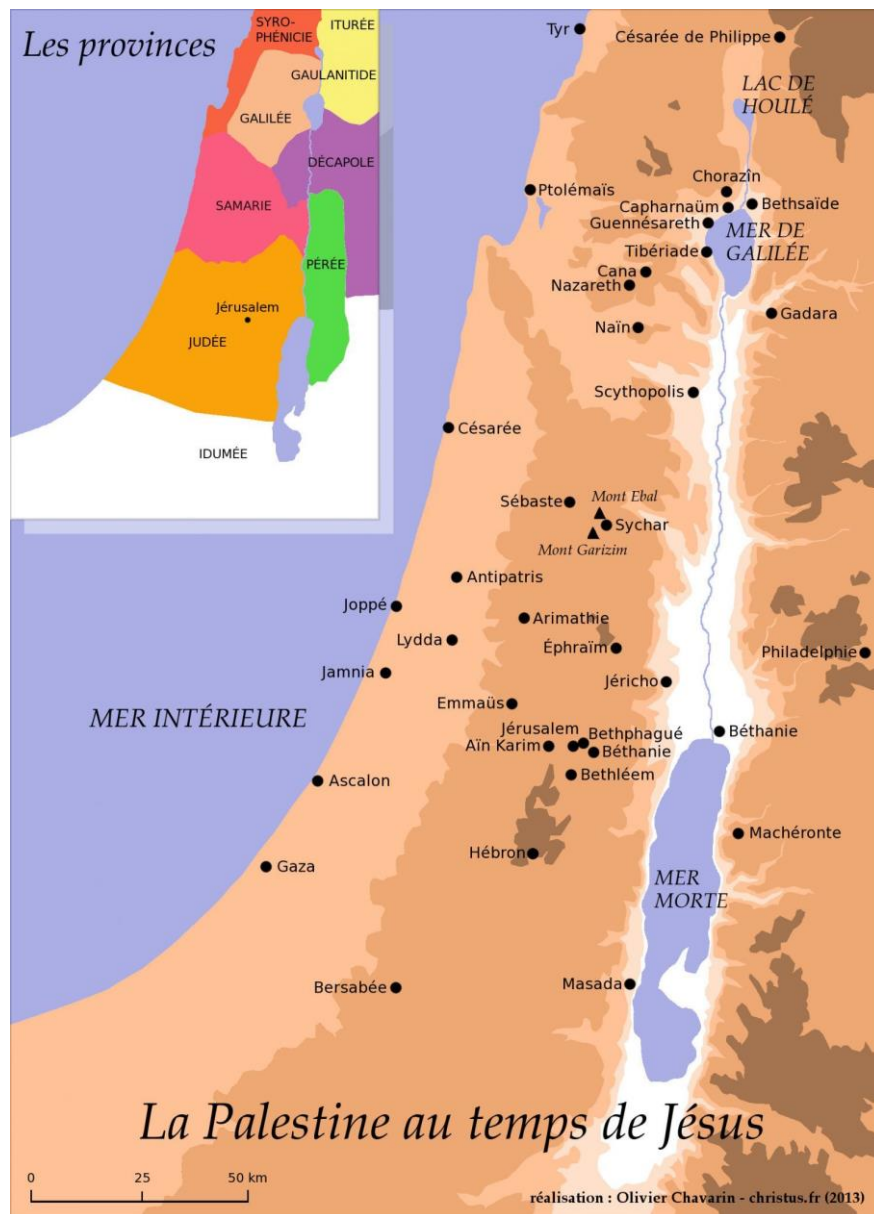 Les provinces
SYRO-
PHÉNICIE
ITURÉE
GAULANITIDE
GALILÉE
DÉCAPOLE
SAMARIE
PÉRÉE
Jérusalem
JUDÉE
IDUMÉE
Tyr
Césarée de Philippe
LAC DE
HOULÉ
Chorazîn
Ptolémaïs
Capharnaüm
Bethsaïde
Guennésareth
MER DE
GALILÉE
Tibériade
Cana
Nazareth
Gadara
Naïn
Scythopolis
Césarée
Sébaste
Mont Ebal
Sychar
Mont Garizim
Antipatris
Joppé
Arimathie
Lydda
Éphraïm
Philadelphie
Jamnia
Jéricho
Emmaüs
MER INTÉRIEURE
Jérusalem
Bethphagué
Béthanie
Aïn Karim
Béthanie
Bethléem
Ascalon
Machéronte
Hébron
Gaza
MER
MORTE
Masada
Bersabée
La Palestine au temps de Jésus
0 25 50 km
réalisation : Olivier Chavarin - christus.fr (2013)